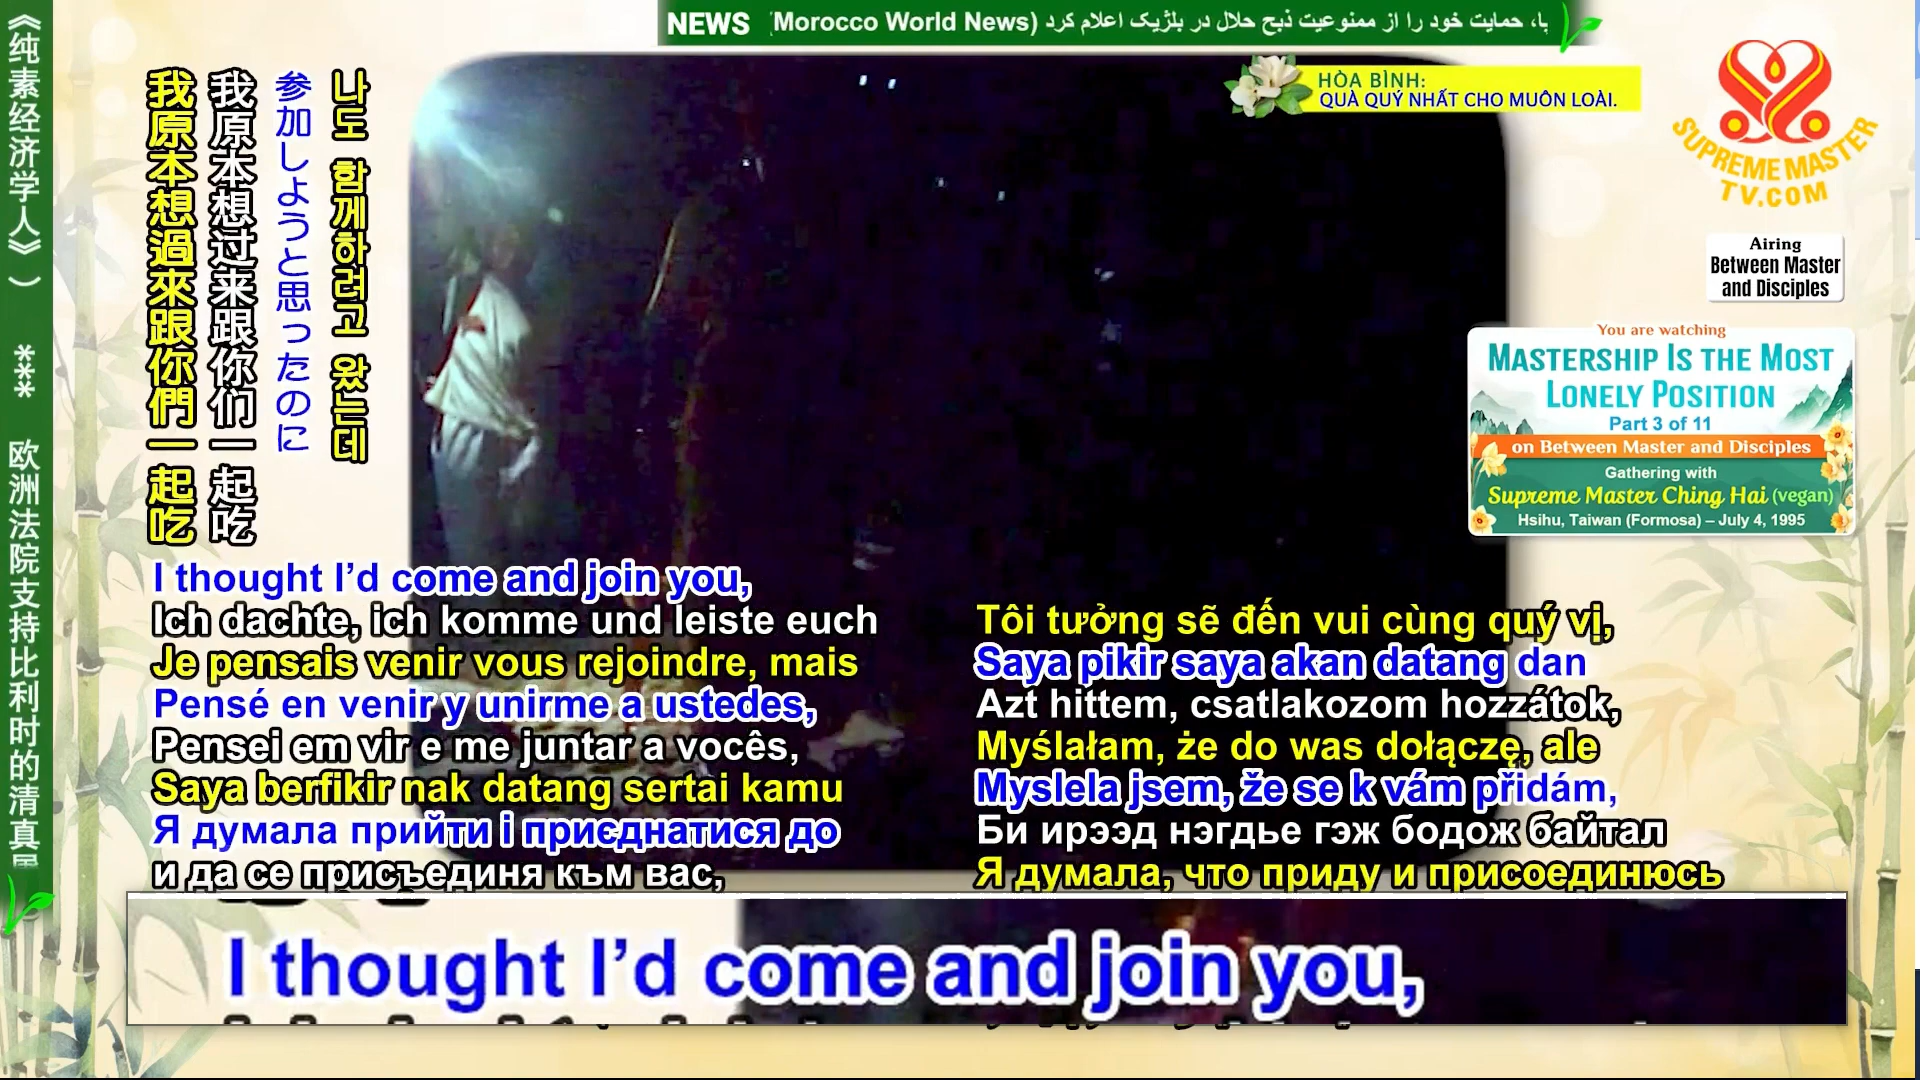 NEWS
پا، حمایت خود را از ممنوعیت ذبح حلال در بلژیک اعلام کرد (Morocco World News)
《纯素经济学人》） *** 欧洲法院支持比利时的清真
HÒA BÌNH:
QUÀ QUÝ NHẤT CHO MUÔN LOÀI.
SUPREME MASTER
TV.COM
Airing
Between Master
and Disciples
You are watching
MASTERSHIP IS THE MOST
LONELY POSITION
Part 3 of 11
on Between Master and Disciples
Gathering with
Supreme Master Ching Hai (vegan)
Hsihu, Taiwan (Formosa) – July 4, 1995
나도 함께하려고 왔는데
参加しようと思ったのに
我原本想过来跟你们一起吃
我原本想過來跟你們一起吃
I thought I’d come and join you,
Ich dachte, ich komme und leiste euch
Je pensais venir vous rejoindre, mais
Pensé en venir y unirme a ustedes,
Pensei em vir e me juntar a vocês,
Saya berfikir nak datang sertai kamu
Я думала прийти і приєднатися до
и да се присъединя към вас,
Tôi tưởng sẽ đến vui cùng quý vị,
Saya pikir saya akan datang dan
Azt hittem, csatlakozom hozzátok,
Myślałam, że do was dołączę, ale
Myslela jsem, že se k vám přidám,
Би ирээд нэгдье гэж бодож байтал
Я думала, что приду и присоединюсь
I thought I’d come and join you,